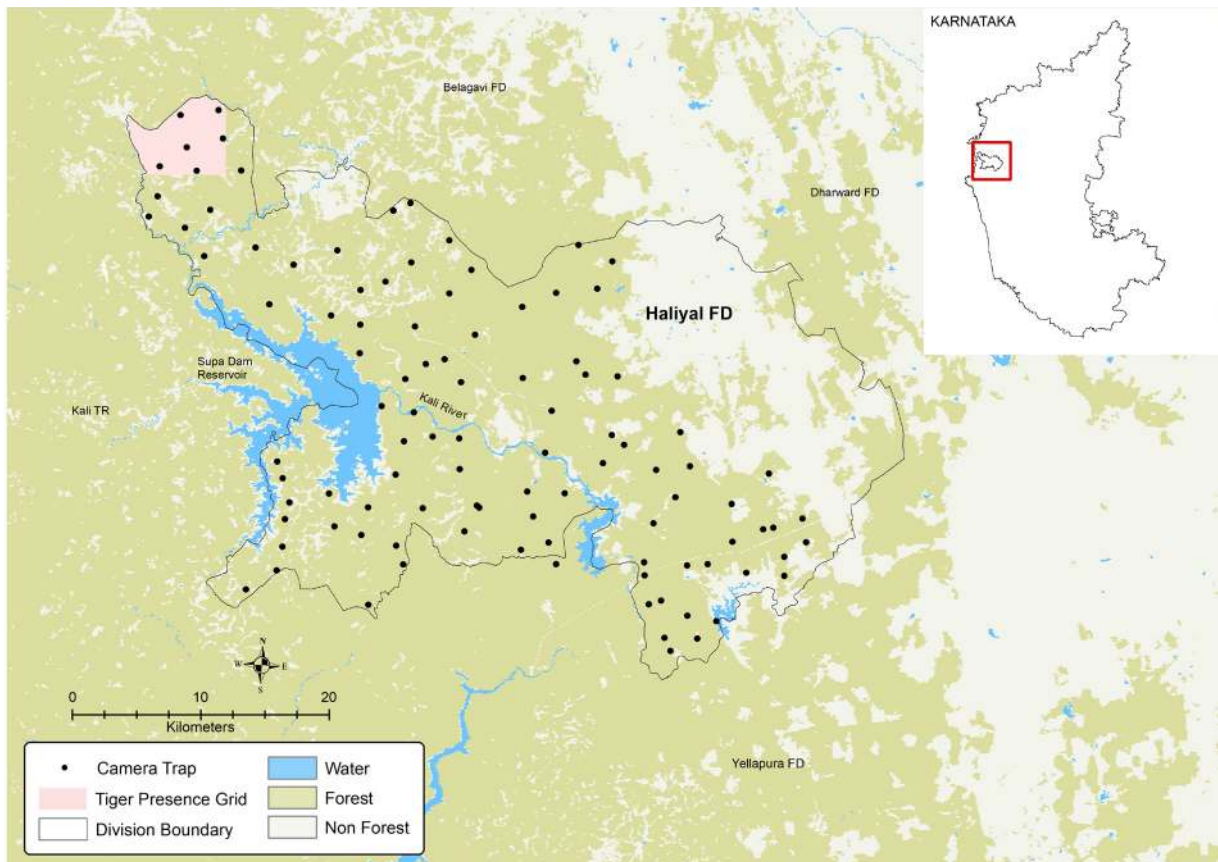 KARNATAKA
Belagavi FD
Dharward FD
Haliyal FD
Supa Dam
Reservoir
Kali TR
Kali River
N
W E
S
0 10 20
Kilometers
Yellapura FD
Camera Trap
Water
Tiger Presence Grid
Forest
Division Boundary
Non Forest